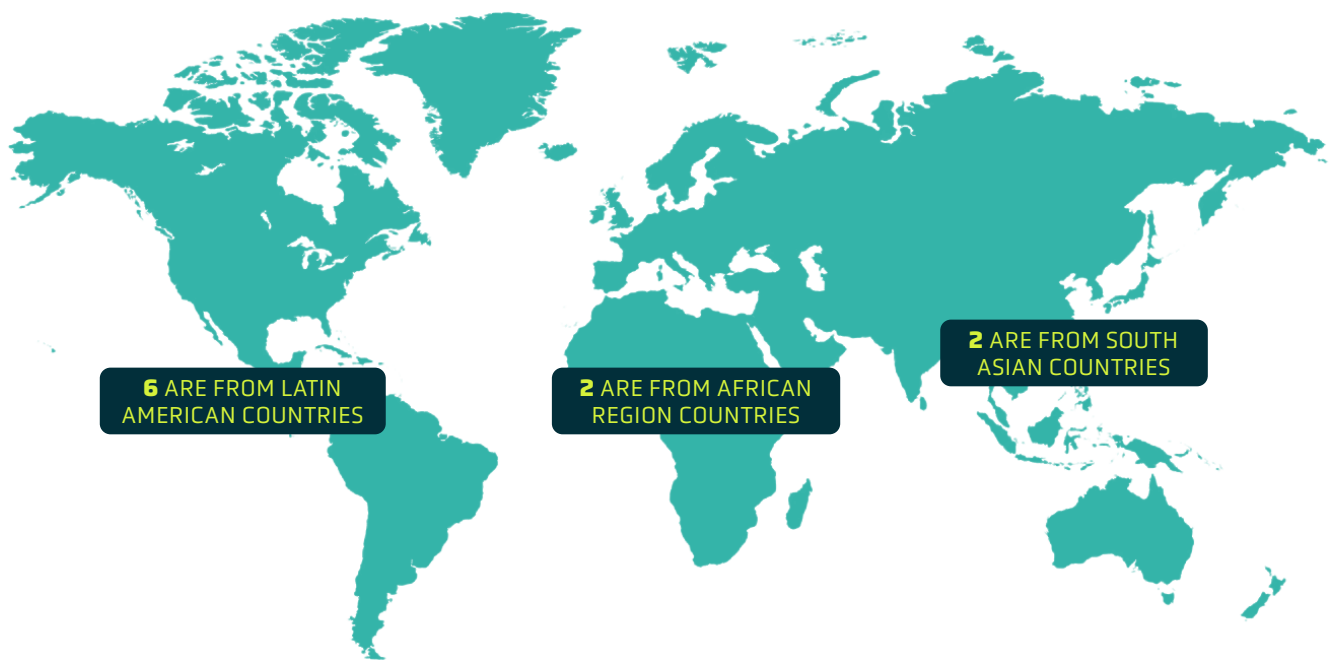 6 ARE FROM LATIN
AMERICAN COUNTRIES
2 ARE FROM AFRICAN
REGION COUNTRIES
2 ARE FROM SOUTH
ASIAN COUNTRIES